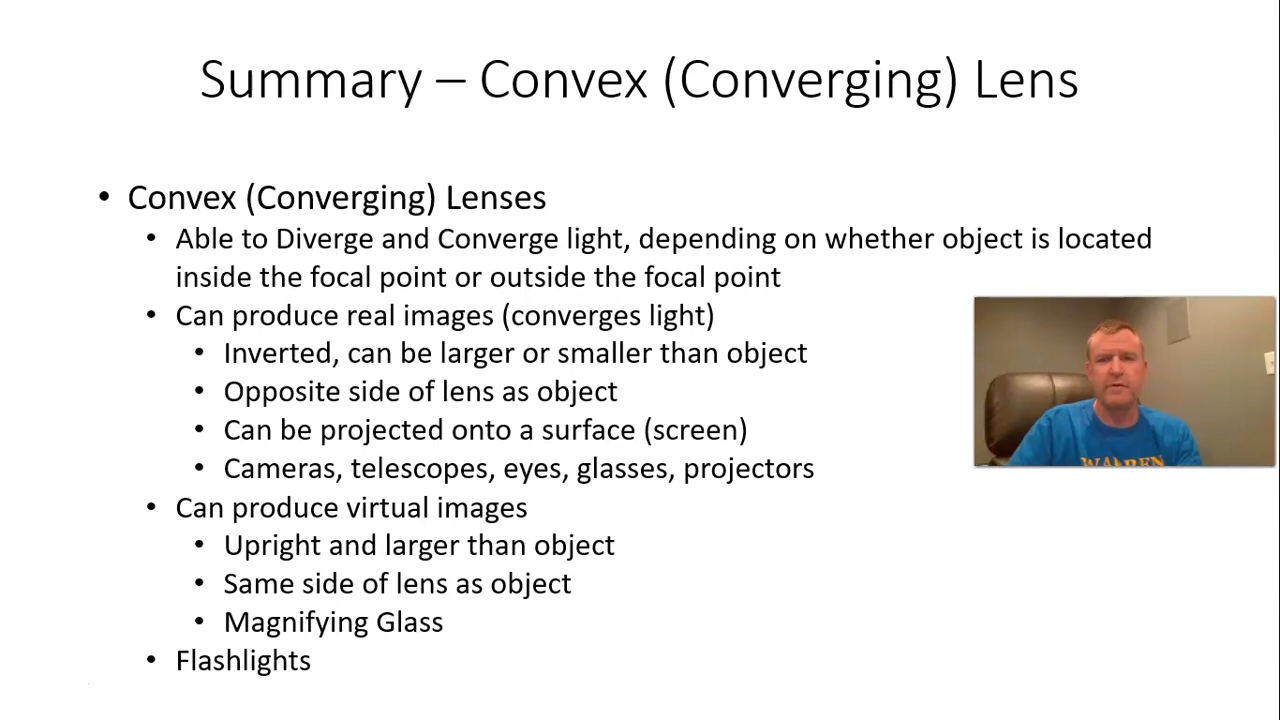 Summary – Convex (Converging) Lens
• Convex (Converging) Lenses
• Able to Diverge and Converge light, depending on whether object is located
inside the focal point or outside the focal point
• Can produce real images (converges light)
• Inverted, can be larger or smaller than object
• Opposite side of lens as object
• Can be projected onto a surface (screen)
• Cameras, telescopes, eyes, glasses, projectors
• Can produce virtual images
• Upright and larger than object
• Same side of lens as object
• Magnifying Glass
• Flashlights